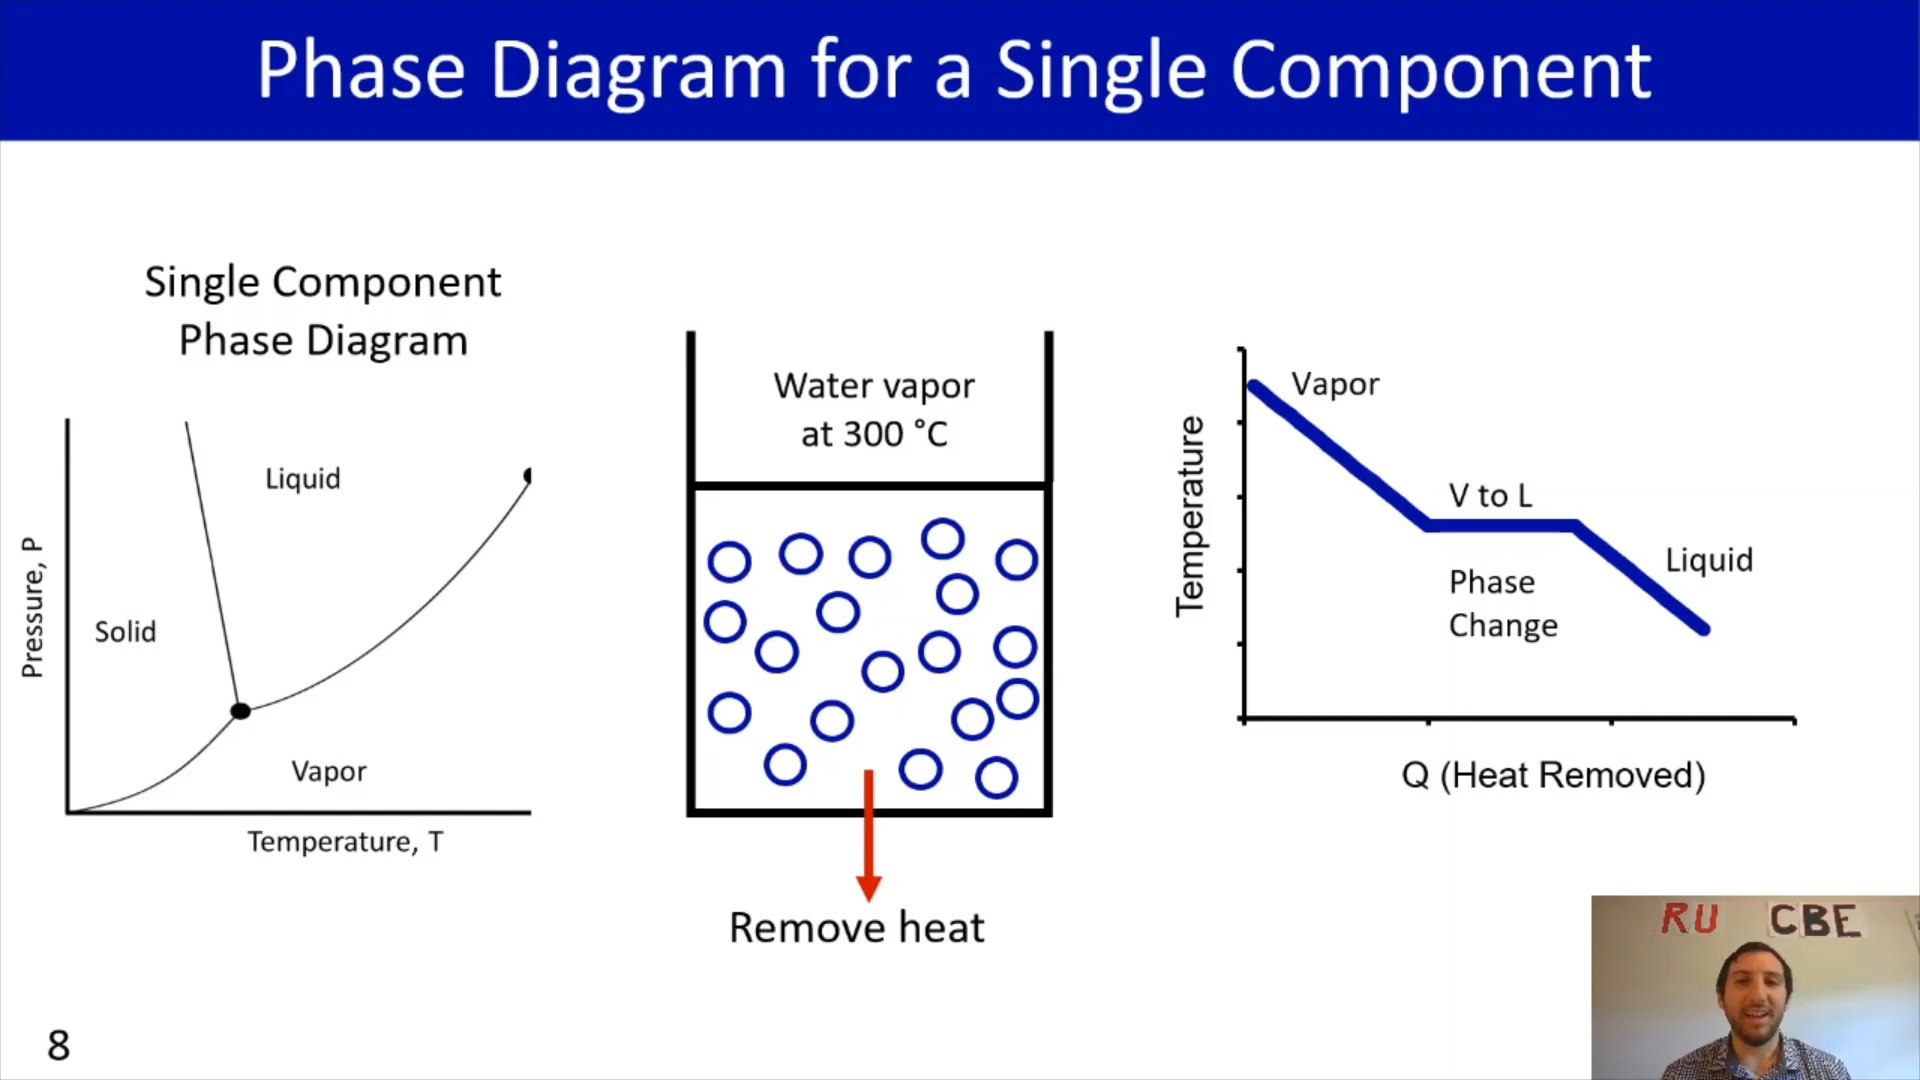 Phase Diagram for a Single Component
Single Component
Phase Diagram
Pressure, P
Solid
Liquid
Vapor
Temperature, T
Water vapor
at 300 °C
Remove heat
Temperature
Vapor
V to L
Phase
Change
Liquid
Q (Heat Removed)
RU CBE
8